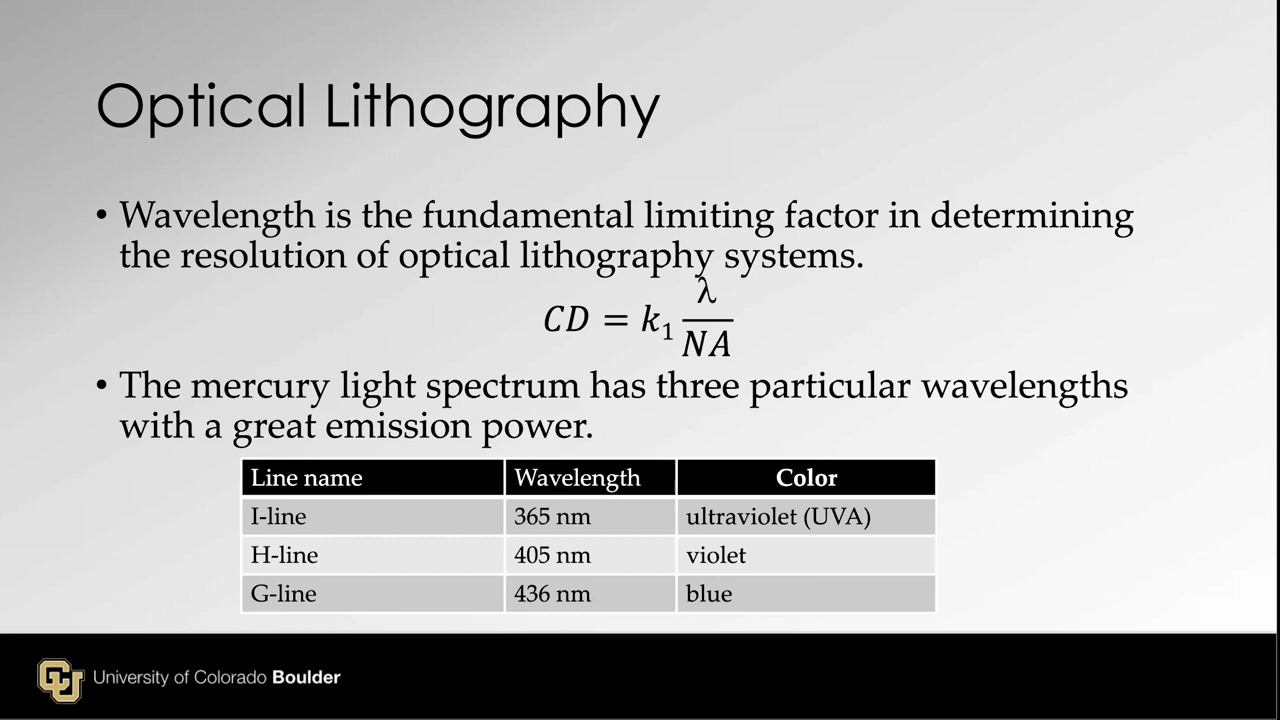 Optical Lithography
• Wavelength is the fundamental limiting factor in determining
the resolution of optical lithography systems.
CD = k₁ λ/NA
• The mercury light spectrum has three particular wavelengths
with a great emission power.
Line name Wavelength Color
I-line 365 nm ultraviolet (UVA)
H-line 405 nm violet
G-line 436 nm blue
CU University of Colorado Boulder